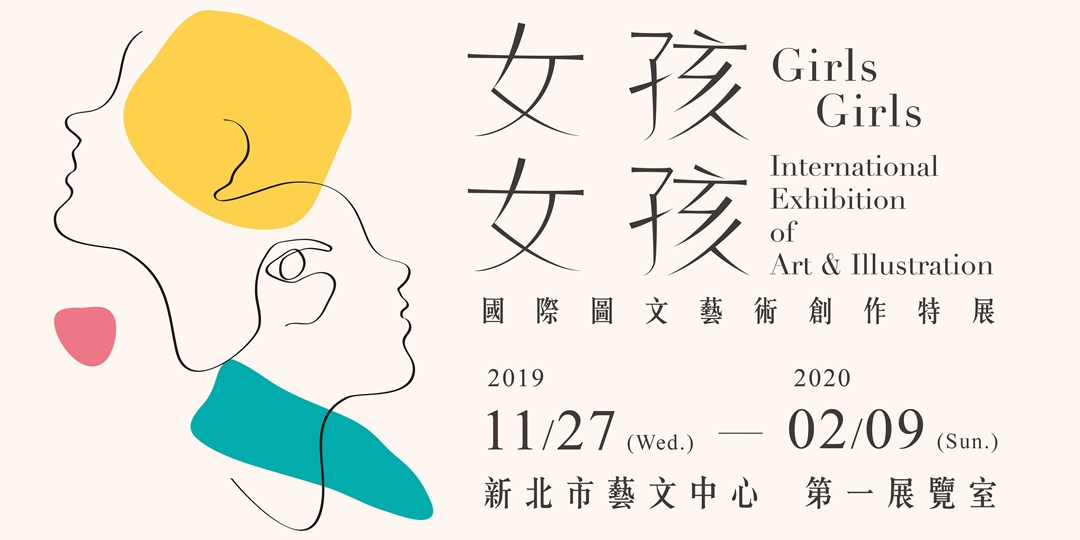 女孩
女孩
Girls
Girls
International
Exhibition
of
Art & Illustration
國際圖文藝術創作特展
2019
11/27 (Wed.) — 2020
02/09 (Sun.)
新北市藝文中心 第一展覽室